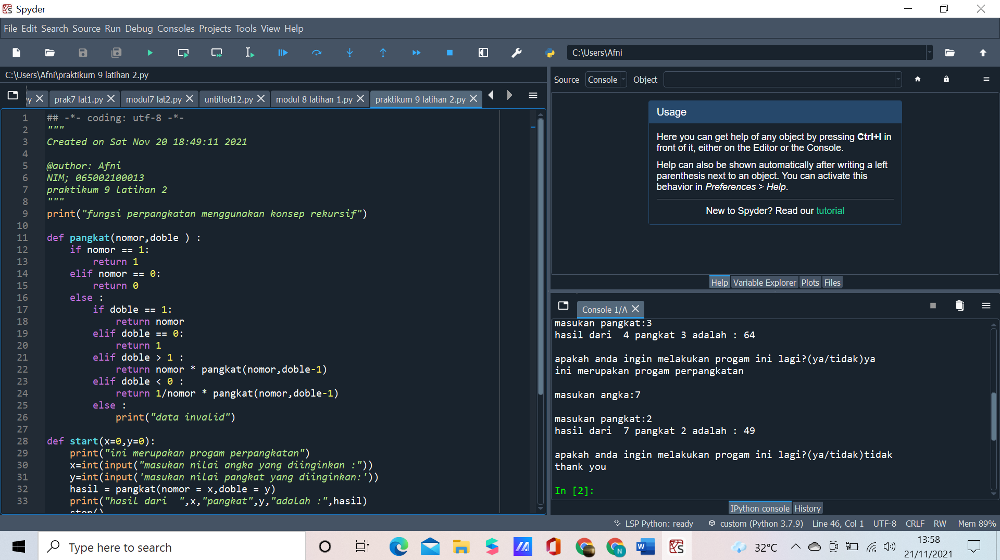 Spyder
File Edit Search Source Run Debug Consoles Projects Tools View Help
C:\Users\Afni
C:\Users\Afni\praktikum 9 latihan 2.py
y prak7 lat1.py modul7 lat2.py untitled12.py modul 8 latihan 1.py praktikum 9 latihan 2.py
1 ## -*- coding: utf-8 -*-
2 """
3 Created on Sat Nov 20 18:49:11 2021
4
5 @author: Afni
6 NIM; 065002100013
7 praktikum 9 latihan 2
8 """
9 print("fungsi perpangkatan menggunakan konsep rekursif")
10
11 def pangkat(nomor,doble ) :
12     if nomor == 1:
13         return 1
14     elif nomor == 0:
15         return 0
16     else :
17         if doble == 1:
18             return nomor
19         elif doble == 0:
20             return 1
21         elif doble > 1 :
22             return nomor * pangkat(nomor,doble-1)
23         elif doble < 0 :
24             return 1/nomor * pangkat(nomor,doble-1)
25         else :
26             print("data invalid")
27
28 def start(x=0,y=0):
29     print("ini merupakan progam perpangkatan")
30     x=int(input("masukan nilai angka yang diinginkan :"))
31     y=int(input('masukan nilai pangkat yang diinginkan:'))
32     hasil = pangkat(nomor = x,doble = y)
33     print("hasil dari  ",x,"pangkat",y,"adalah :",hasil)
Source Console Object
Usage
Here you can get help of any object by pressing Ctrl+I in
front of it, either on the Editor or the Console.
Help can also be shown automatically after writing a left
parenthesis next to an object. You can activate this
behavior in Preferences > Help.
New to Spyder? Read our tutorial
Help Variable Explorer Plots Files
Console 1/A
masukan pangkat:3
hasil dari  4 pangkat 3 adalah : 64
apakah anda ingin melakukan progam ini lagi?(ya/tidak)ya
ini merupakan progam perpangkatan
masukan angka:7
masukan pangkat:2
hasil dari  7 pangkat 2 adalah : 49
apakah anda ingin melakukan progam ini lagi?(ya/tidak)tidak
thank you
In [2]:
IPython console History
LSP Python: ready custom (Python 3.7.9) Line 46, Col 1 UTF-8 CRLF RW Mem 89%
Type here to search
N
W
32°C
13:58
21/11/2021